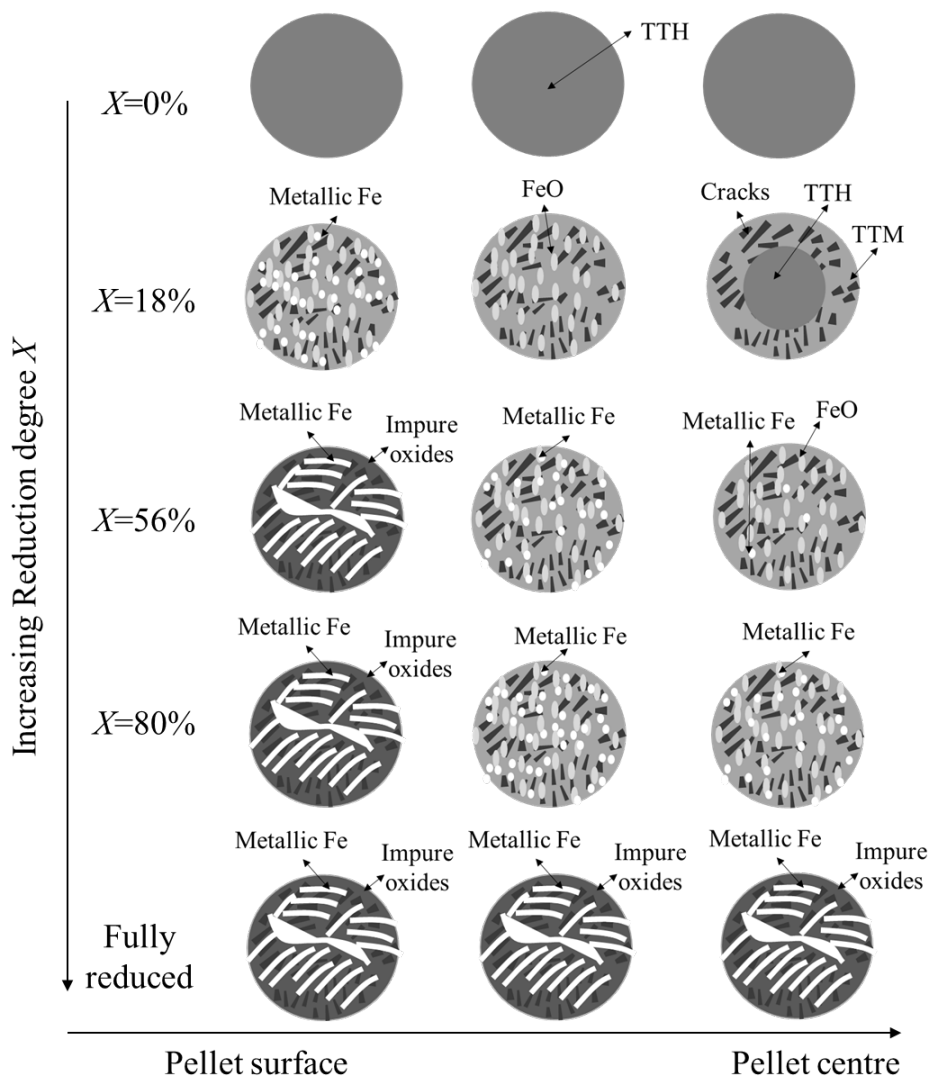 TTH
X=0%
Metallic Fe
FeO
Cracks
TTH
TTM
X=18%
Metallic Fe
Impure
oxides
Metallic Fe
Metallic Fe
FeO
X=56%
Metallic Fe
Impure
oxides
Metallic Fe
Metallic Fe
X=80%
Metallic Fe
Impure
oxides
Metallic Fe
Impure
oxides
Metallic Fe
Impure
oxides
Fully
reduced
Increasing Reduction degree X
Pellet surface
Pellet centre